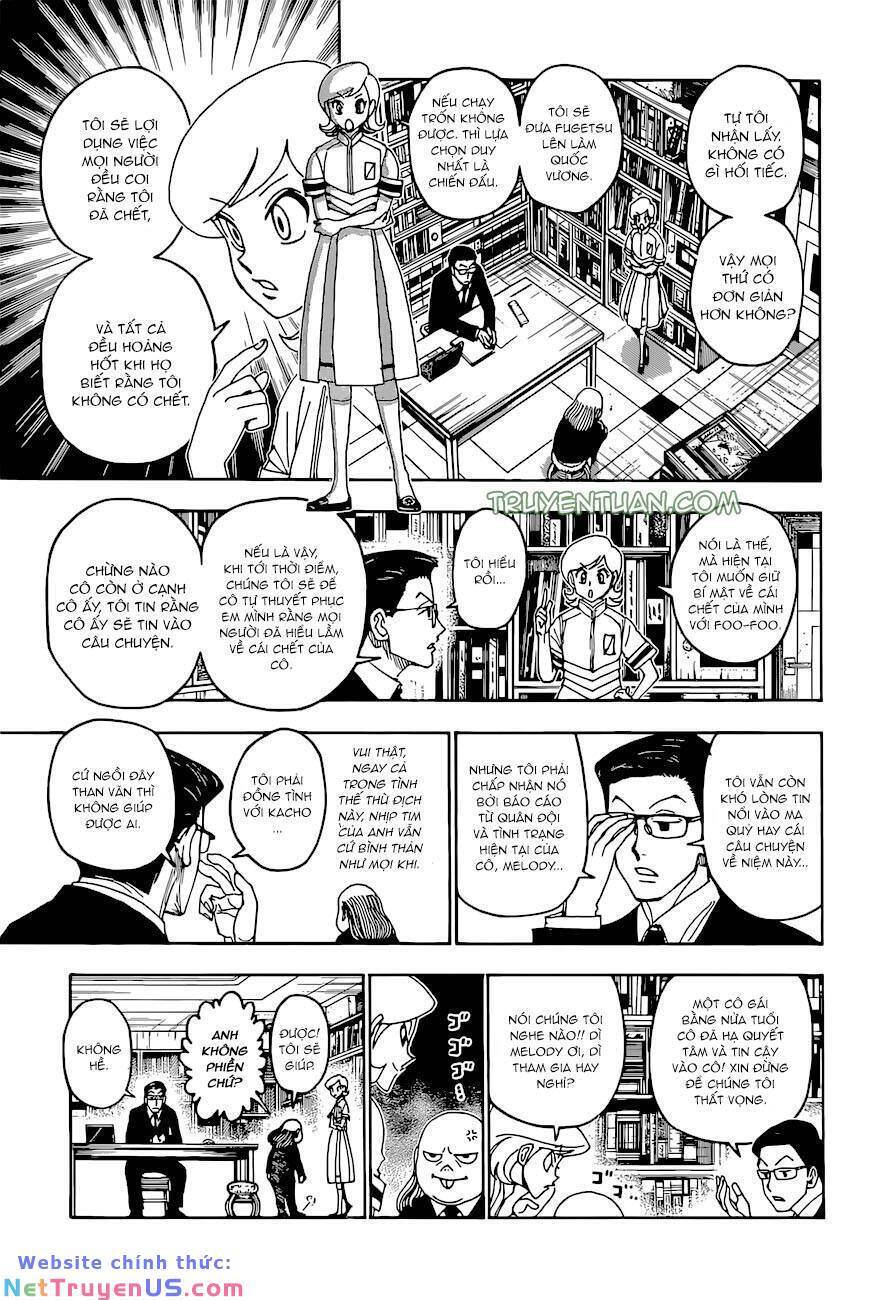 TỰ TÔI
NHẬN LẤY.
KHÔNG CÓ
GÌ HỐI TIẾC.
VẬY MỌI
THỨ CÓ
ĐƠN GIẢN
HƠN KHÔNG?
TÔI SẼ
ĐƯA FUGETSU
LÊN LÀM
QUỐC
VƯƠNG.
NẾU CHẠY
TRỐN KHÔNG
ĐƯỢC. THÌ LỰA
CHỌN DUY
NHẤT LÀ
CHIẾN ĐẤU.
TÔI SẼ LỢI
DỤNG VIỆC
MỌI NGƯỜI
ĐỀU COI
RẰNG TÔI
ĐÃ CHẾT,
VÀ TẤT CẢ
ĐỀU HOẢNG
HỐT KHI HỌ
BIẾT RẰNG TÔI
KHÔNG CÓ CHẾT.
TRUYENTUAN.COM
NÓI LÀ THẾ,
MÀ HIỆN TẠI
TÔI MUỐN GIỮ
BÍ MẬT VỀ CÁI
CHẾT CỦA MÌNH
VỚI FOO-FOO.
TÔI HIỂU
RỒI...
NẾU LÀ VẬY,
KHI TỚI THỜI ĐIỂM,
CHÚNG TÔI SẼ ĐỂ
CÔ TỰ THUYẾT PHỤC
EM MÌNH RẰNG MỌI
NGƯỜI ĐÃ HIỂU LẦM
VỀ CÁI CHẾT CỦA
CÔ.
CHỪNG NÀO
CÔ CÒN Ở CẠNH
CÔ ẤY, TÔI TIN RẰNG
CÔ ẤY SẼ TIN VÀO
CÂU CHUYỆN.
TÔI VẪN CÒN
KHÓ LÒNG TIN
NỔI VÀO MA
QUỶ HAY CÁI
CÂU CHUYỆN
VỀ NIỆM NÀY...
NHƯNG TÔI PHẢI
CHẤP NHẬN NÓ
BỞI BÁO CÁO
TỪ QUÂN ĐỘI
VÀ TÌNH TRẠNG
HIỆN TẠI CỦA
CÔ, MELODY...
VUI THẬT,
NGAY CẢ
TRONG TÌNH
THẾ THÙ ĐỊCH
NÀY, NHỊP TIM
CỦA ANH VẪN
CỨ BÌNH THẢN
NHƯ MỌI KHI.
TÔI PHẢI
ĐỒNG TÌNH
VỚI KACHO
...
CỨ NGỒI ĐÂY
THAN VÃN THÌ
KHÔNG GIÚP
ĐƯỢC AI.
MỘT CÔ GÁI
BẰNG NỬA TUỔI
CÔ ĐÃ HẠ QUYẾT
TÂM VÀ TIN CẬY
VÀO CÔ! XIN ĐỪNG
ĐỂ CHÚNG TÔI
THẤT VỌNG.
NÓI CHÚNG TÔI
NGHE NÀO!! DÌ
MELODY ƠI, DÌ
THAM GIA HAY
NGHỈ?
ゴゴ...
ゴゴゴ...
ĐƯỢC!
TÔI SẼ
GIÚP.
ANH
KHÔNG
PHIỀN
CHỨ?
KHÔNG
HỀ.
Website chính thức:
NetTruyenUS.com